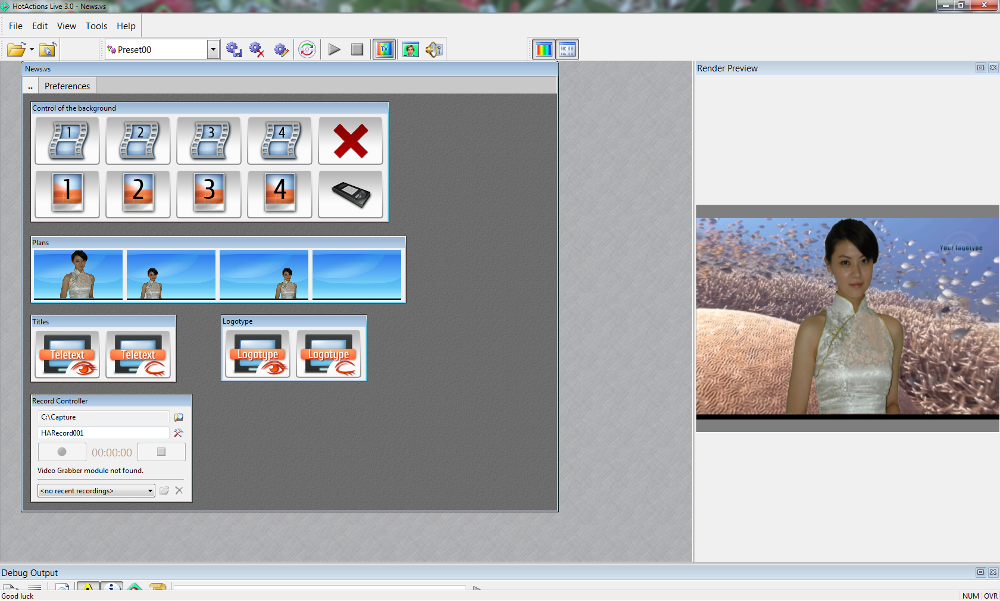 HotActions Live 3.0 - News.vs
File Edit View Tools Help
Preset00
TV
News.vs
.. Preferences
Control of the background
1 2 3 4
1 2 3 4
Plans
Titles
Teletext Teletext
Logotype
Logotype Logotype
Record Controller
C:\Capture
HARecord001
00:00:00
Video Grabber module not found.
<no recent recordings>
Render Preview
Your logotype
Debug Output
Good luck
NUM OVR